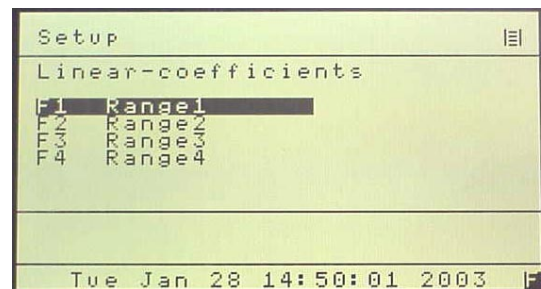 Setup
Linear-coefficients
F1 Range1
F2 Range2
F3 Range3
F4 Range4
Tue Jan 28 14:50:01 2003 F